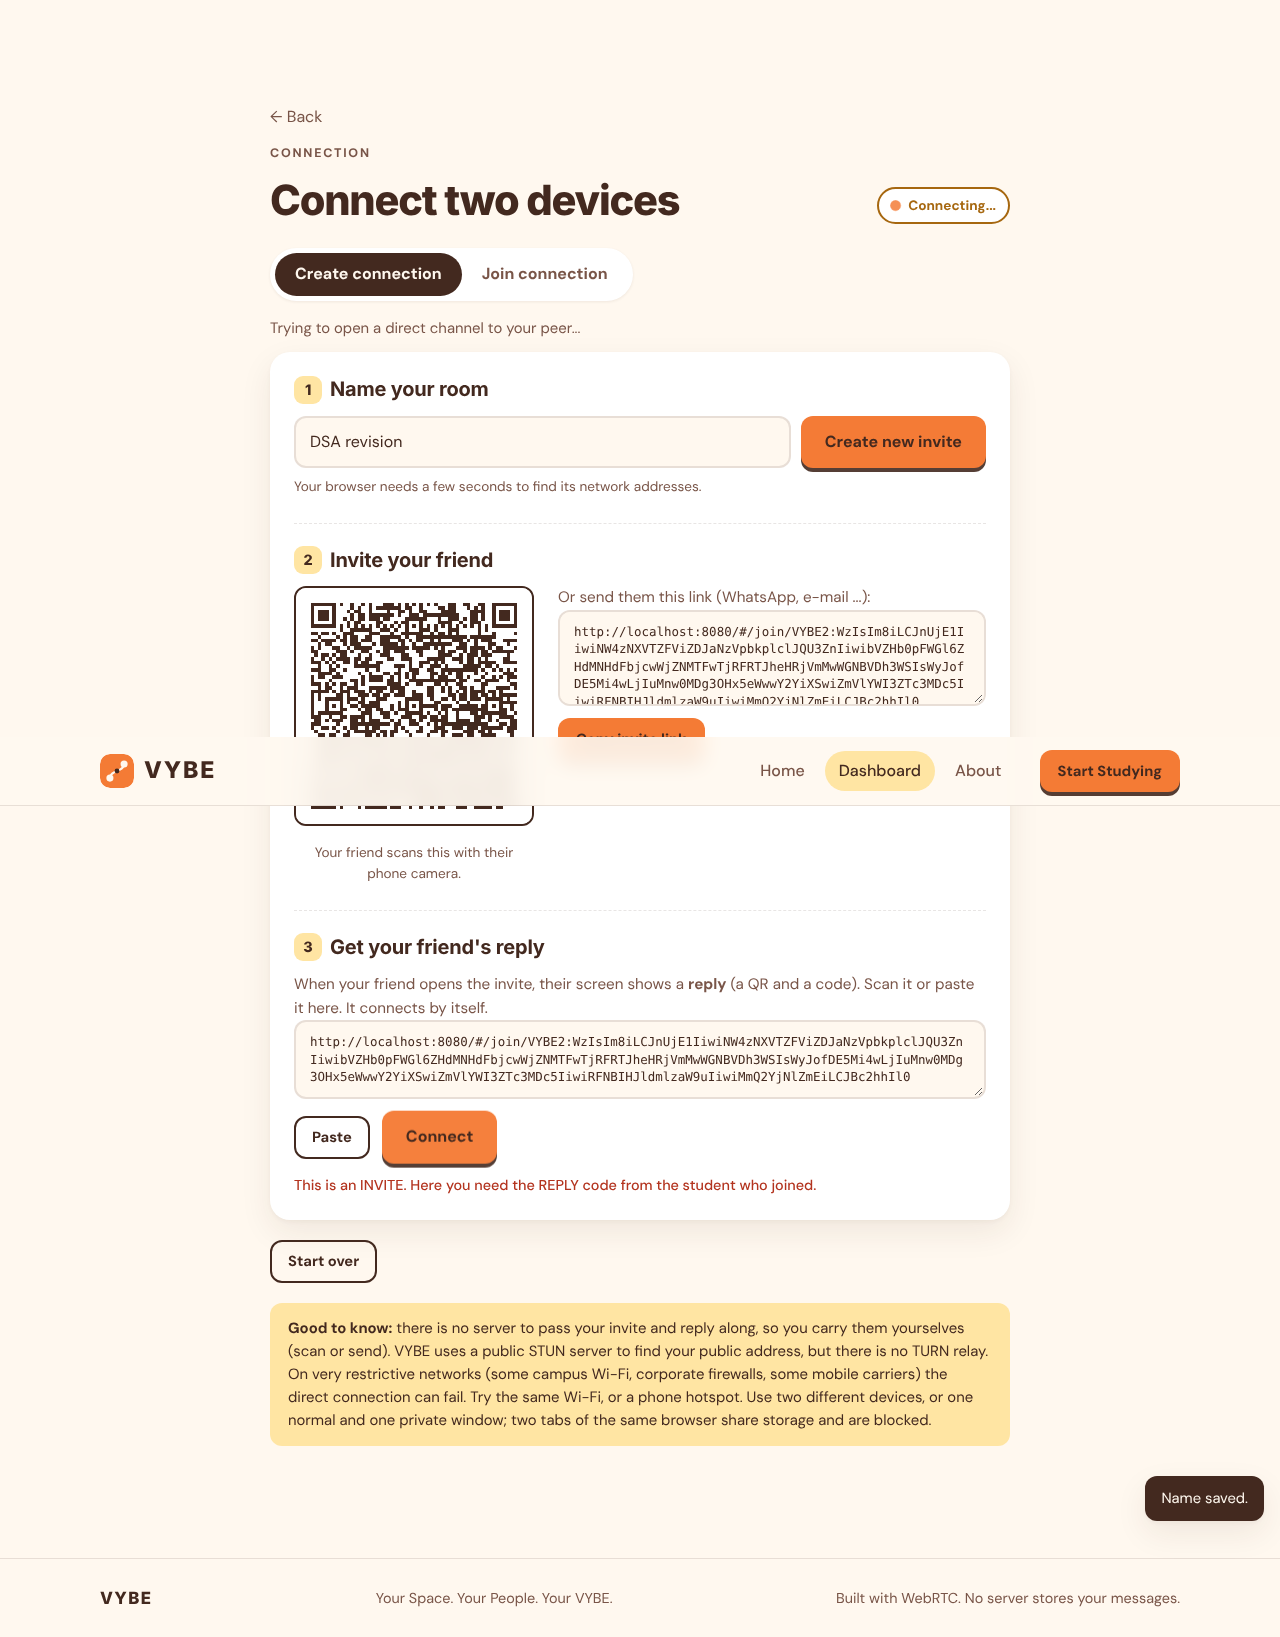 ← Back
CONNECTION
Connect two devices
Connecting...
Create connection
Join connection
Trying to open a direct channel to your peer...
1 Name your room
DSA revision
Create new invite
Your browser needs a few seconds to find its network addresses.
2 Invite your friend
Or send them this link (WhatsApp, e-mail ...):
http://localhost:8080/#/join/VYBE2:WzIsIm8iLCJnUjE1I
iwiNW4zNXVTZFViZDJaNzVpbkplclJQU3ZnIiwibVZHb0pFWGl6Z
HdMNHdFbjcwWjZNMTFwTjRFRTJheHRjVmMwWGNBVDh3WSIsWyJof
DE5Mi4wLjIuMnw0MDg3OHx5eWwwY2YiXSwiZmVlYWI3ZTc3MDc5I
iwiRFNBIHJldmlzaW9uIiwiMmQ2YjNlZmEiLCJBc2hhIl0
Copy invite link
VYBE
Home
Dashboard
About
Start Studying
Your friend scans this with their
phone camera.
3 Get your friend's reply
When your friend opens the invite, their screen shows a reply (a QR and a code). Scan it or paste
it here. It connects by itself.
http://localhost:8080/#/join/VYBE2:WzIsIm8iLCJnUjE1IiwiNW4zNXVTZFViZDJaNzVpbkplclJQU3Zn
IiwibVZHb0pFWGl6ZHdMNHdFbjcwWjZNMTFwTjRFRTJheHRjVmMwWGNBVDh3WSIsWyJofDE5Mi4wLjIuMnw0MDg
3OHx5eWwwY2YiXSwiZmVlYWI3ZTc3MDc5IiwiRFNBIHJldmlzaW9uIiwiMmQ2YjNlZmEiLCJBc2hhIl0
Paste
Connect
This is an INVITE. Here you need the REPLY code from the student who joined.
Start over
Good to know: there is no server to pass your invite and reply along, so you carry them yourselves
(scan or send). VYBE uses a public STUN server to find your public address, but there is no TURN relay.
On very restrictive networks (some campus Wi-Fi, corporate firewalls, some mobile carriers) the
direct connection can fail. Try the same Wi-Fi, or a phone hotspot. Use two different devices, or one
normal and one private window; two tabs of the same browser share storage and are blocked.
Name saved.
VYBE
Your Space. Your People. Your VYBE.
Built with WebRTC. No server stores your messages.